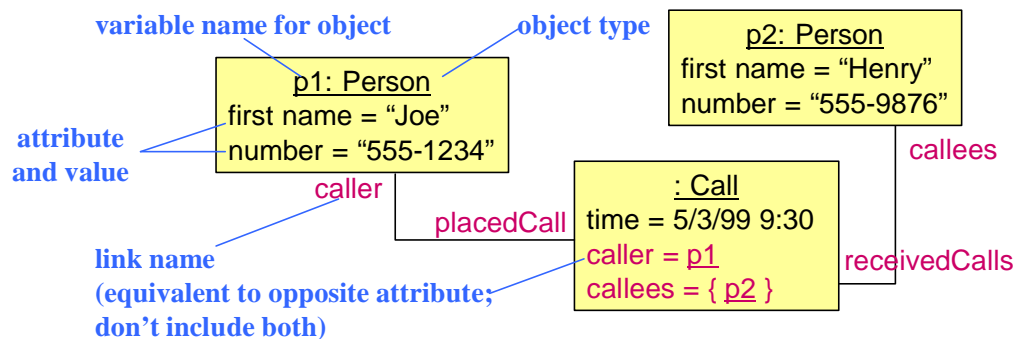 variable name for object
object type
p1: Person
first name = “Joe”
number = “555-1234”
attribute
and value
p2: Person
first name = “Henry”
number = “555-9876”
callees
caller
placedCall
: Call
time = 5/3/99 9:30
caller = p1
callees = { p2 }
receivedCalls
link name
(equivalent to opposite attribute;
don’t include both)